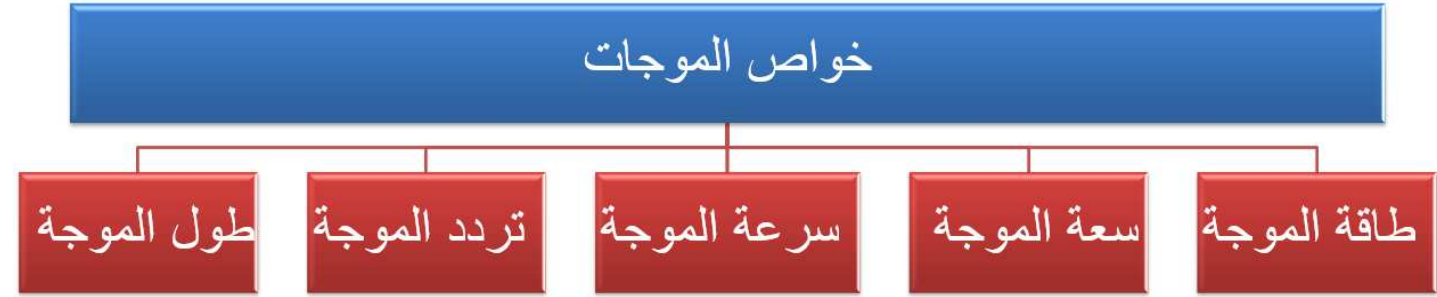 خواص الموجات
طاقة الموجة
سعة الموجة
سرعة الموجة
تردد الموجة
طول الموجة